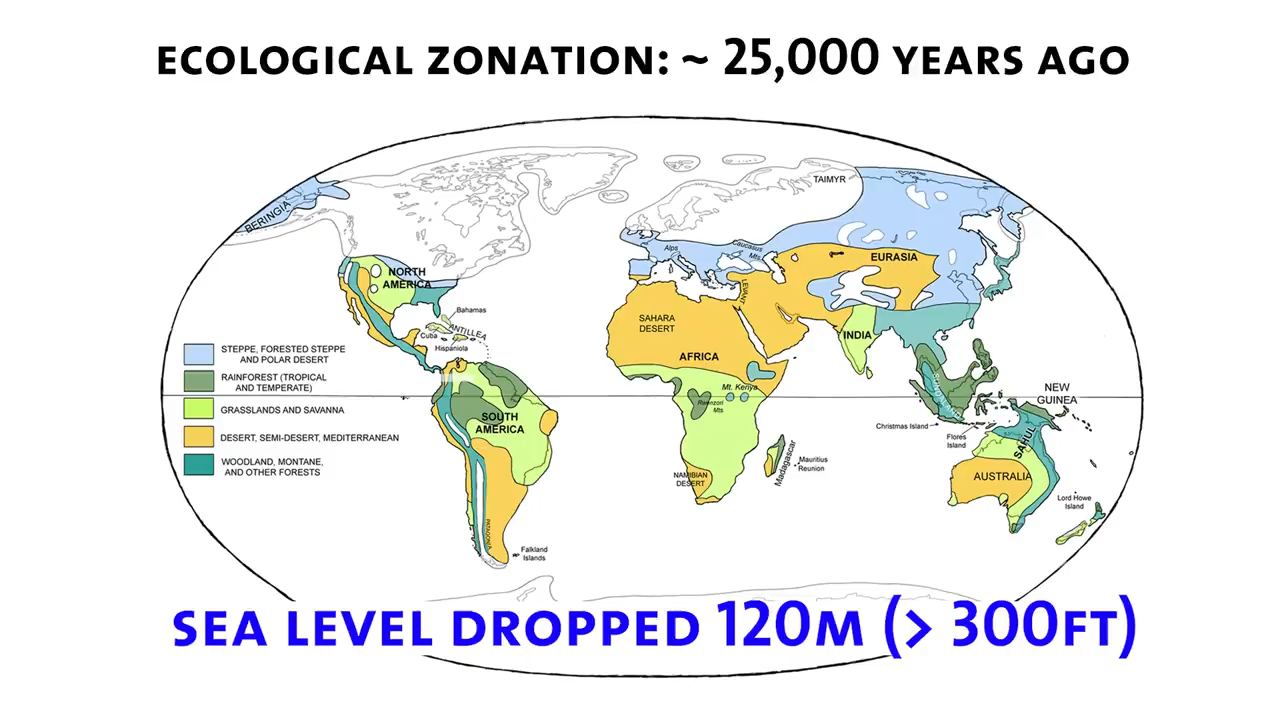 ECOLOGICAL ZONATION: ~ 25,000 YEARS AGO
TAIMYR
BERINGIA
Alps
Caucasus
Mts.
EURASIA
NORTH
AMERICA
LEVANT
Bahamas
SAHARA
DESERT
ANTILLEA
Cuba
INDIA
Hispaniola
AFRICA
STEPPE, FORESTED STEPPE
AND POLAR DESERT
RAINFOREST (TROPICAL
AND TEMPERATE)
GRASSLANDS AND SAVANNA
DESERT, SEMI-DESERT, MEDITERRANEAN
WOODLAND, MONTANE,
AND OTHER FORESTS
Mt. Kenya
Rwenzori
Mts.
NEW
GUINEA
SOUTH
AMERICA
Christmas Island
Flores
Island
SAHUL
Madagascar
Mauritius
Reunion
NAMIBIAN
DESERT
AUSTRALIA
Lord Howe
Island
PATAGONIA
Falkland
Islands
SEA LEVEL DROPPED 120M (> 300FT)